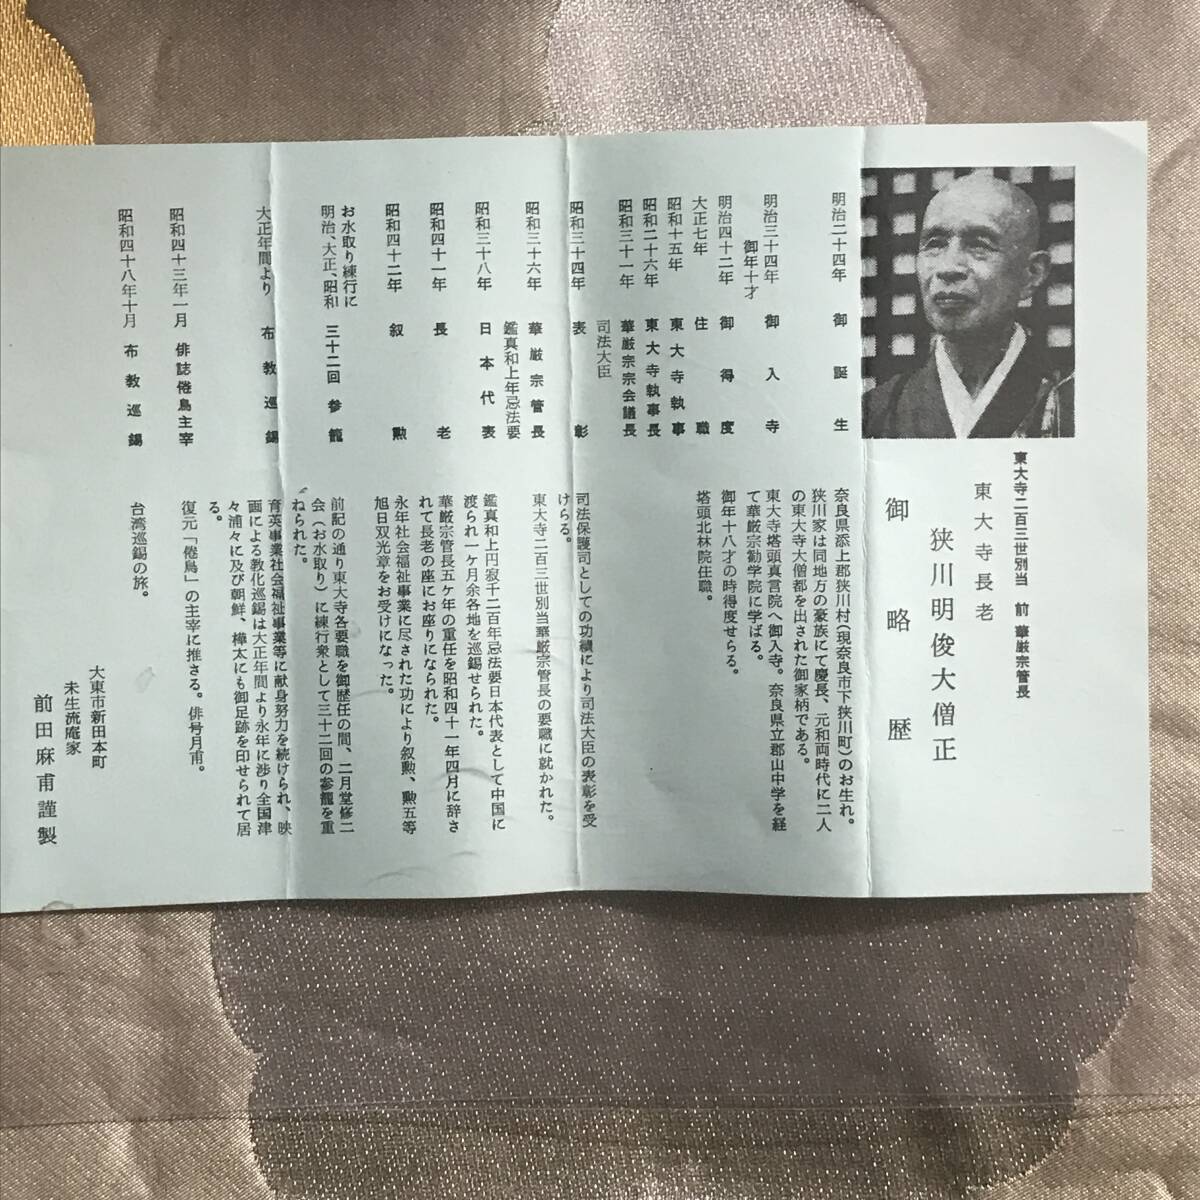 東大寺二百三世別当　前　華厳宗管長
東大寺長老
狭川明俊大僧正
御略歴
明治二十四年　御誕生
奈良県添上郡狭川村(現奈良市下狭川町)のお生れ。
狭川家は同地方の豪族にて慶長、元和両時代に二人
の東大寺大僧都を出された御家柄である。
明治三十四年　御入寺
御年十才
東大寺塔頭真言院へ御入寺。奈良県立郡山中学を経
て華厳宗勧学院に学ばる。
明治四十二年　御得度
御年十八才の時得度せらる。
大正七年　住職
塔頭北林院住職。
昭和十五年　東大寺執事
昭和二十六年　東大寺執事長
昭和三十一年　華厳宗宗会議長
司法大臣
昭和三十四年　表彰
司法保護司としての功績により司法大臣の表彰を受
けらる。
昭和三十六年　華厳宗管長
東大寺二百三世別当華厳宗管長の要職に就かれた。
鑑真和上年忌法要
昭和三十八年　日本代表
鑑真和上円寂千二百年忌法要日本代表として中国に
渡られ一ケ月余各地を巡錫せられた。
昭和四十一年　長老
華厳宗管長五ケ年の重任を昭和四十一年四月に辞さ
れて長老の座にお座りになられた。
昭和四十二年　叙勲
永年社会福祉事業に尽された功により叙勲、勲五等
旭日双光章をお受けになった。
お水取り練行に
明治、大正、昭和　三十二回参籠
前記の通り東大寺各要職を御歴任の間、二月堂修二
会(お水取り)に練行衆として三十二回の参籠を重
ねられた。
大正年間より　布教巡錫
育英事業社会福祉事業等に献身努力を続けられ、映
画による教化巡錫は大正年間より永年に渉り全国津
々浦々に及び朝鮮、樺太にも御足跡を印せられて居
る。
昭和四十三年一月　俳誌倦鳥主宰
復元「倦鳥」の主宰に推さる。俳号月甫。
昭和四十八年十月　布教巡錫
台湾巡錫の旅。
大東市新田本町
未生流庵家
前田麻甫謹製